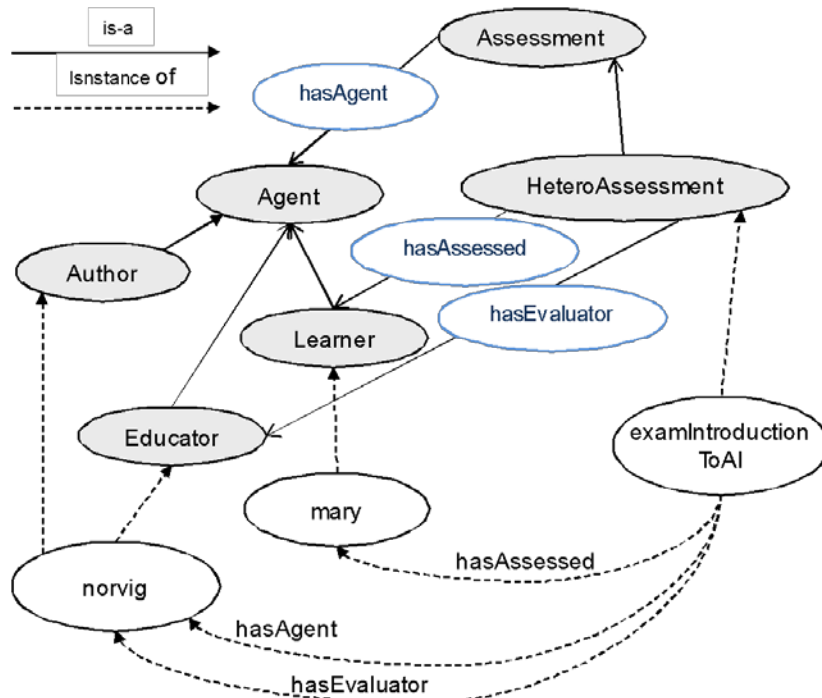 is-a
Isnstance of
Assessment
hasAgent
Agent
HeteroAssessment
hasAssessed
Author
hasEvaluator
Learner
Educator
examIntroduction
ToAI
mary
hasAssessed
norvig
hasAgent
hasEvaluator